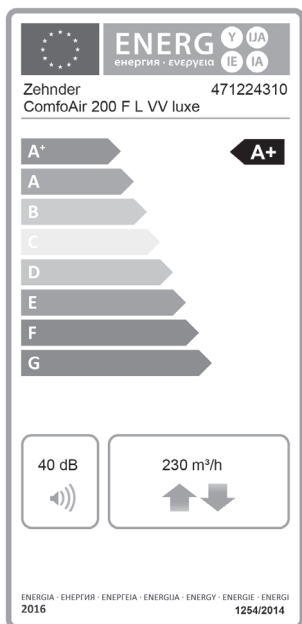 ENERG Y IJA
енергия · ενεργεια IE IA
Zehnder 471224310
ComfoAir 200 F L VV luxe
A+ A+
A
B
C
D
E
F
G
40 dB 230 m³/h
ENERGIA · ЕНЕРГИЯ · ΕΝΕΡΓΕΙΑ · ENERGIJA · ENERGY · ENERGIE · ENERGI
2016 1254/2014